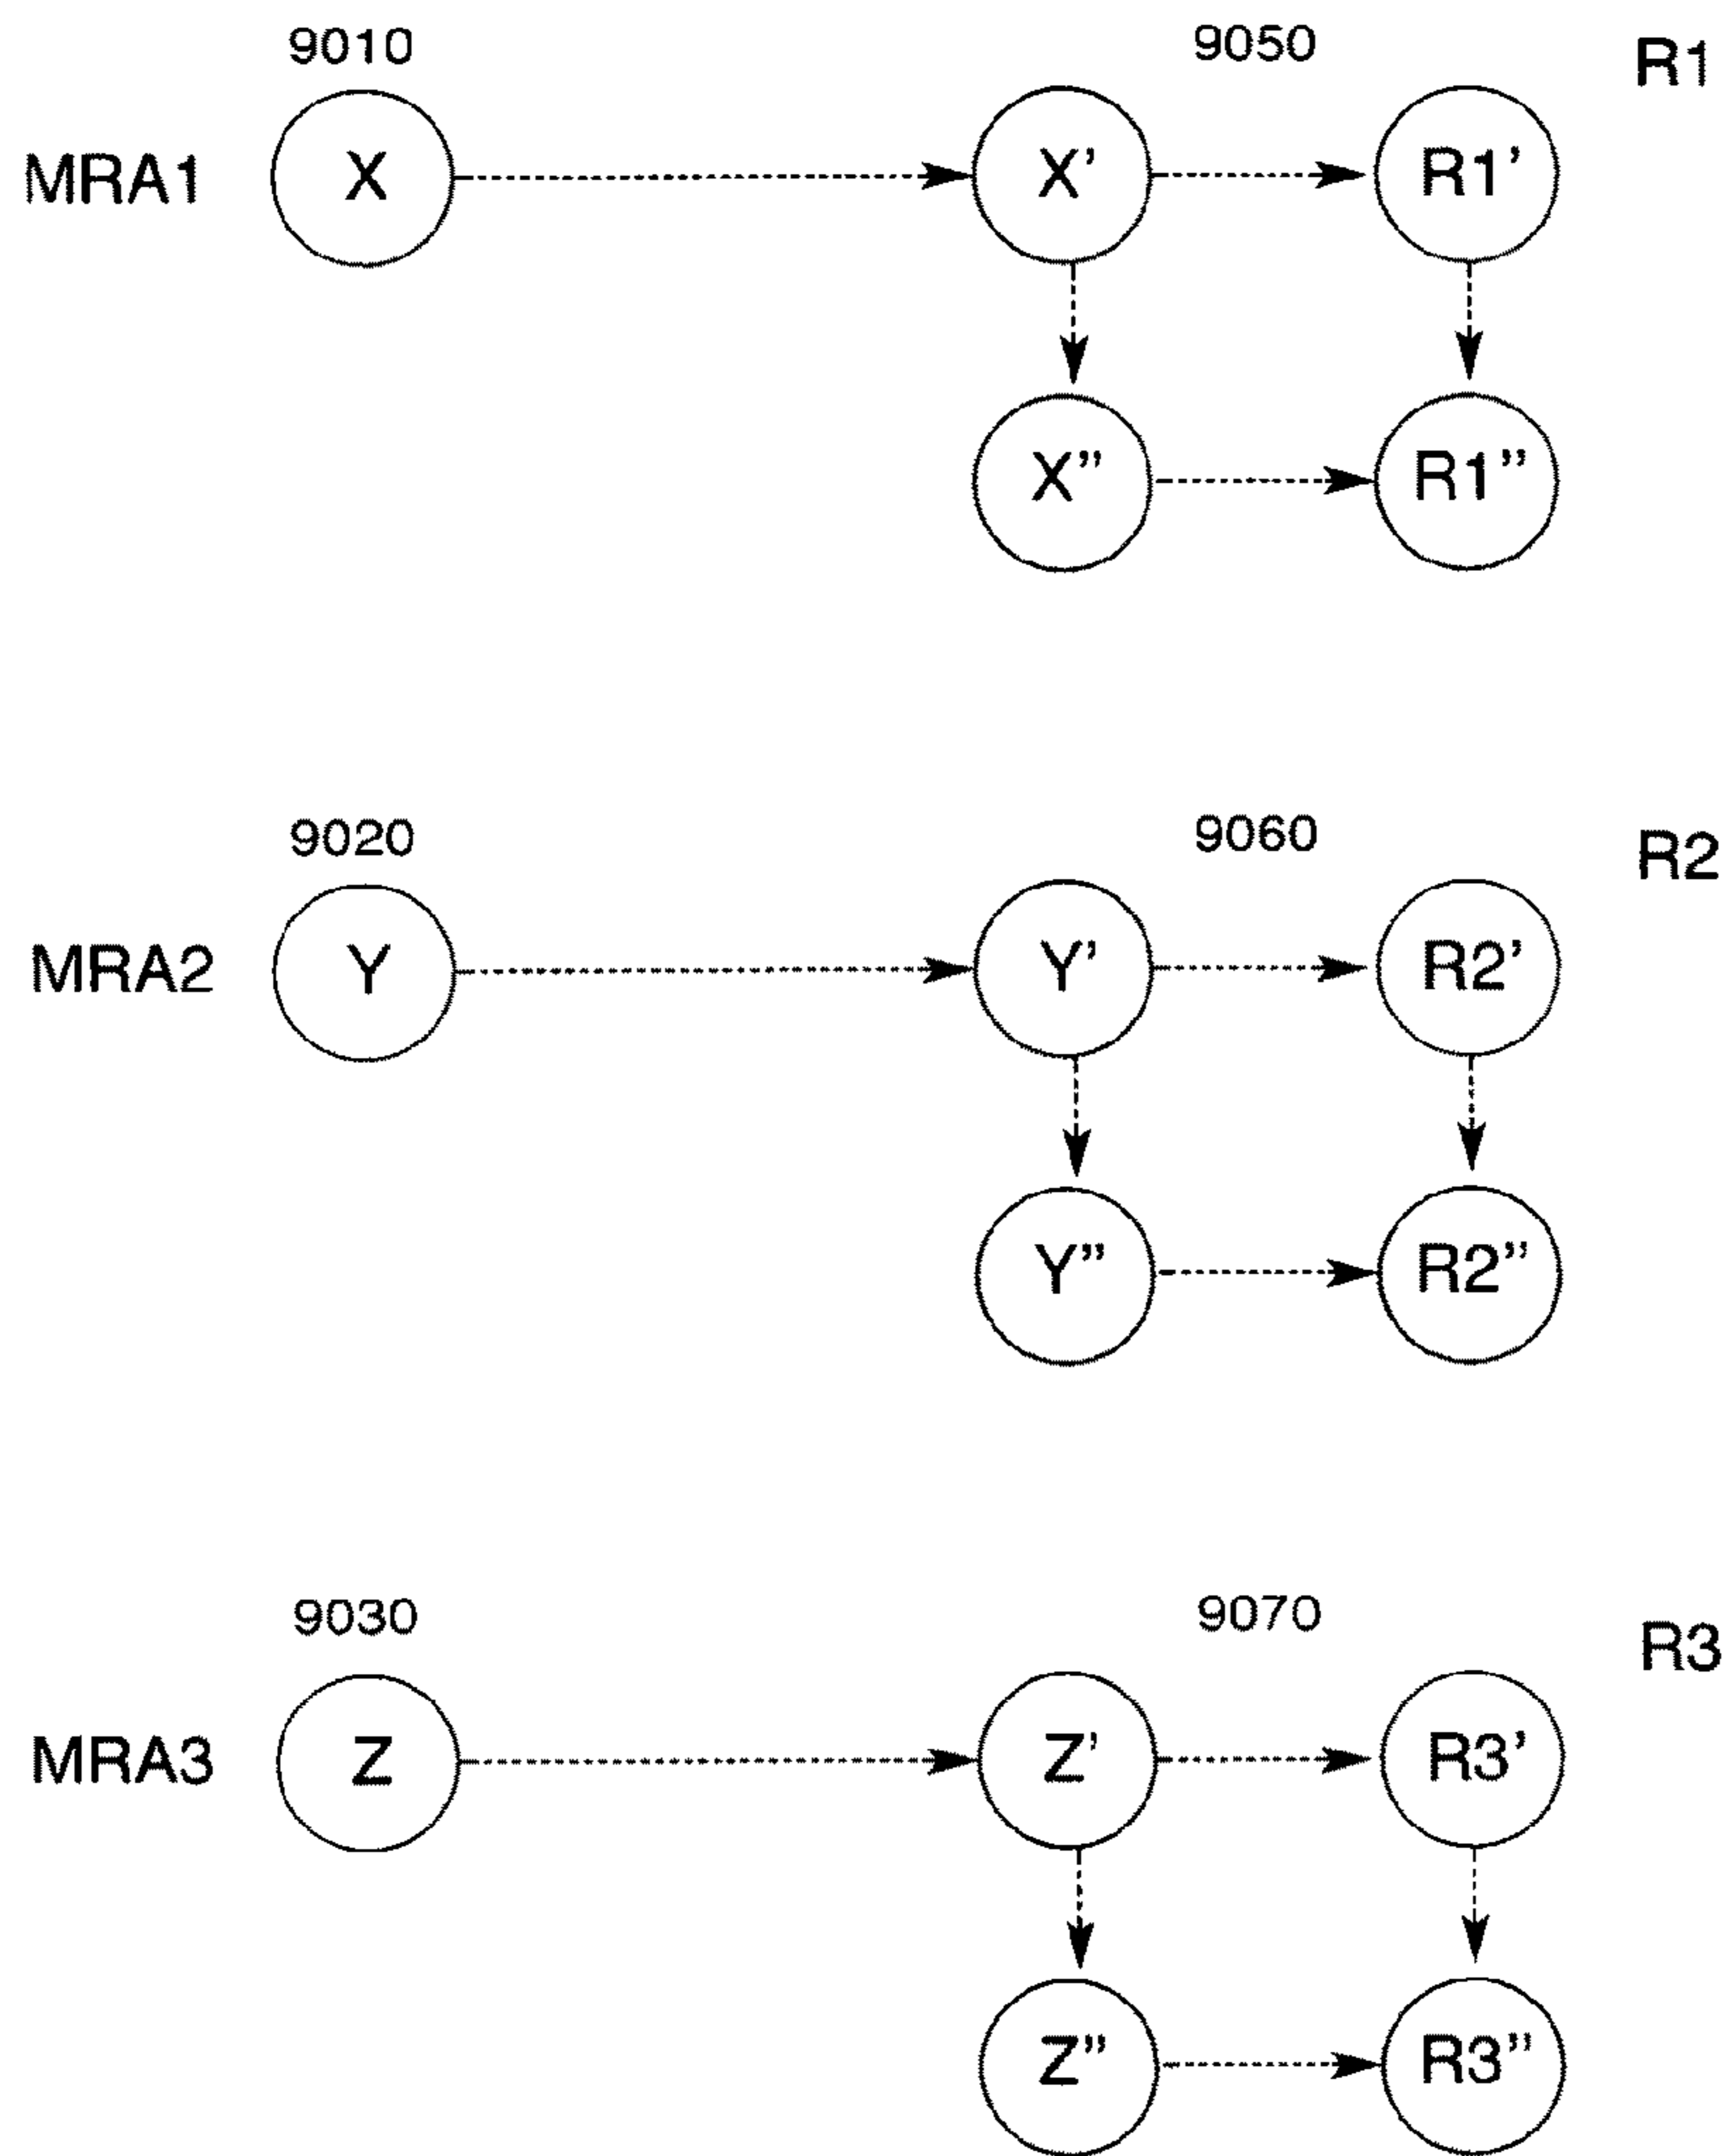 9010 9050 R1
MRA1 X X' R1'
X” R1”
9020 9060 R2
MRA2 Y Y' R2'
Y” R2”
9030 9070 R3
MRA3 Z Z' R3'
Z” R3”